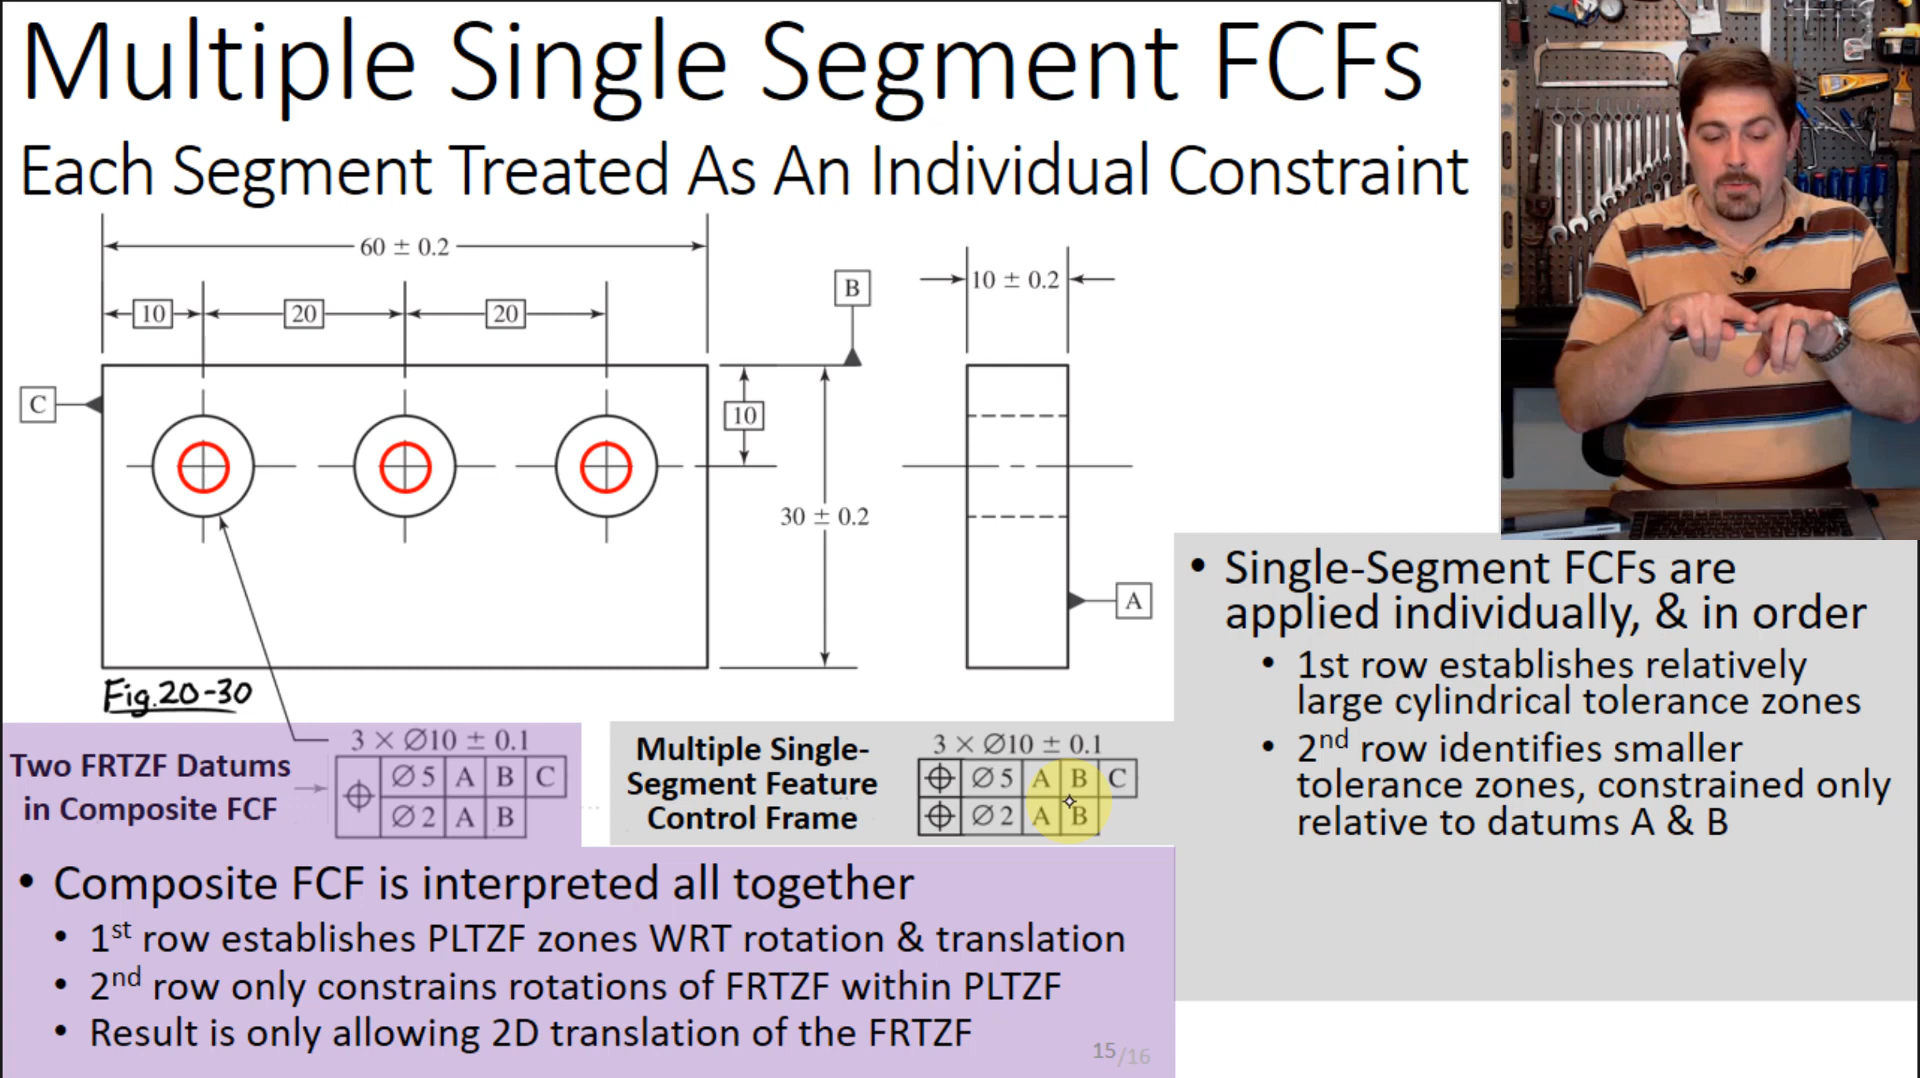 Multiple Single Segment FCFs
Each Segment Treated As An Individual Constraint
60 ± 0.2
10
20
20
B
10 ± 0.2
C
10
30 ± 0.2
A
Fig.20-30
Two FRTZF Datums
in Composite FCF
3 × Ø10 ± 0.1
⌖ Ø5 A B C
Ø2 A B
Multiple Single-
Segment Feature
Control Frame
3 × Ø10 ± 0.1
⌖ Ø5 A B C
⌖ Ø2 A B
• Composite FCF is interpreted all together
• 1st row establishes PLTZF zones WRT rotation & translation
• 2nd row only constrains rotations of FRTZF within PLTZF
• Result is only allowing 2D translation of the FRTZF
15/16
• Single-Segment FCFs are
applied individually, & in order
• 1st row establishes relatively
large cylindrical tolerance zones
• 2nd row identifies smaller
tolerance zones, constrained only
relative to datums A & B